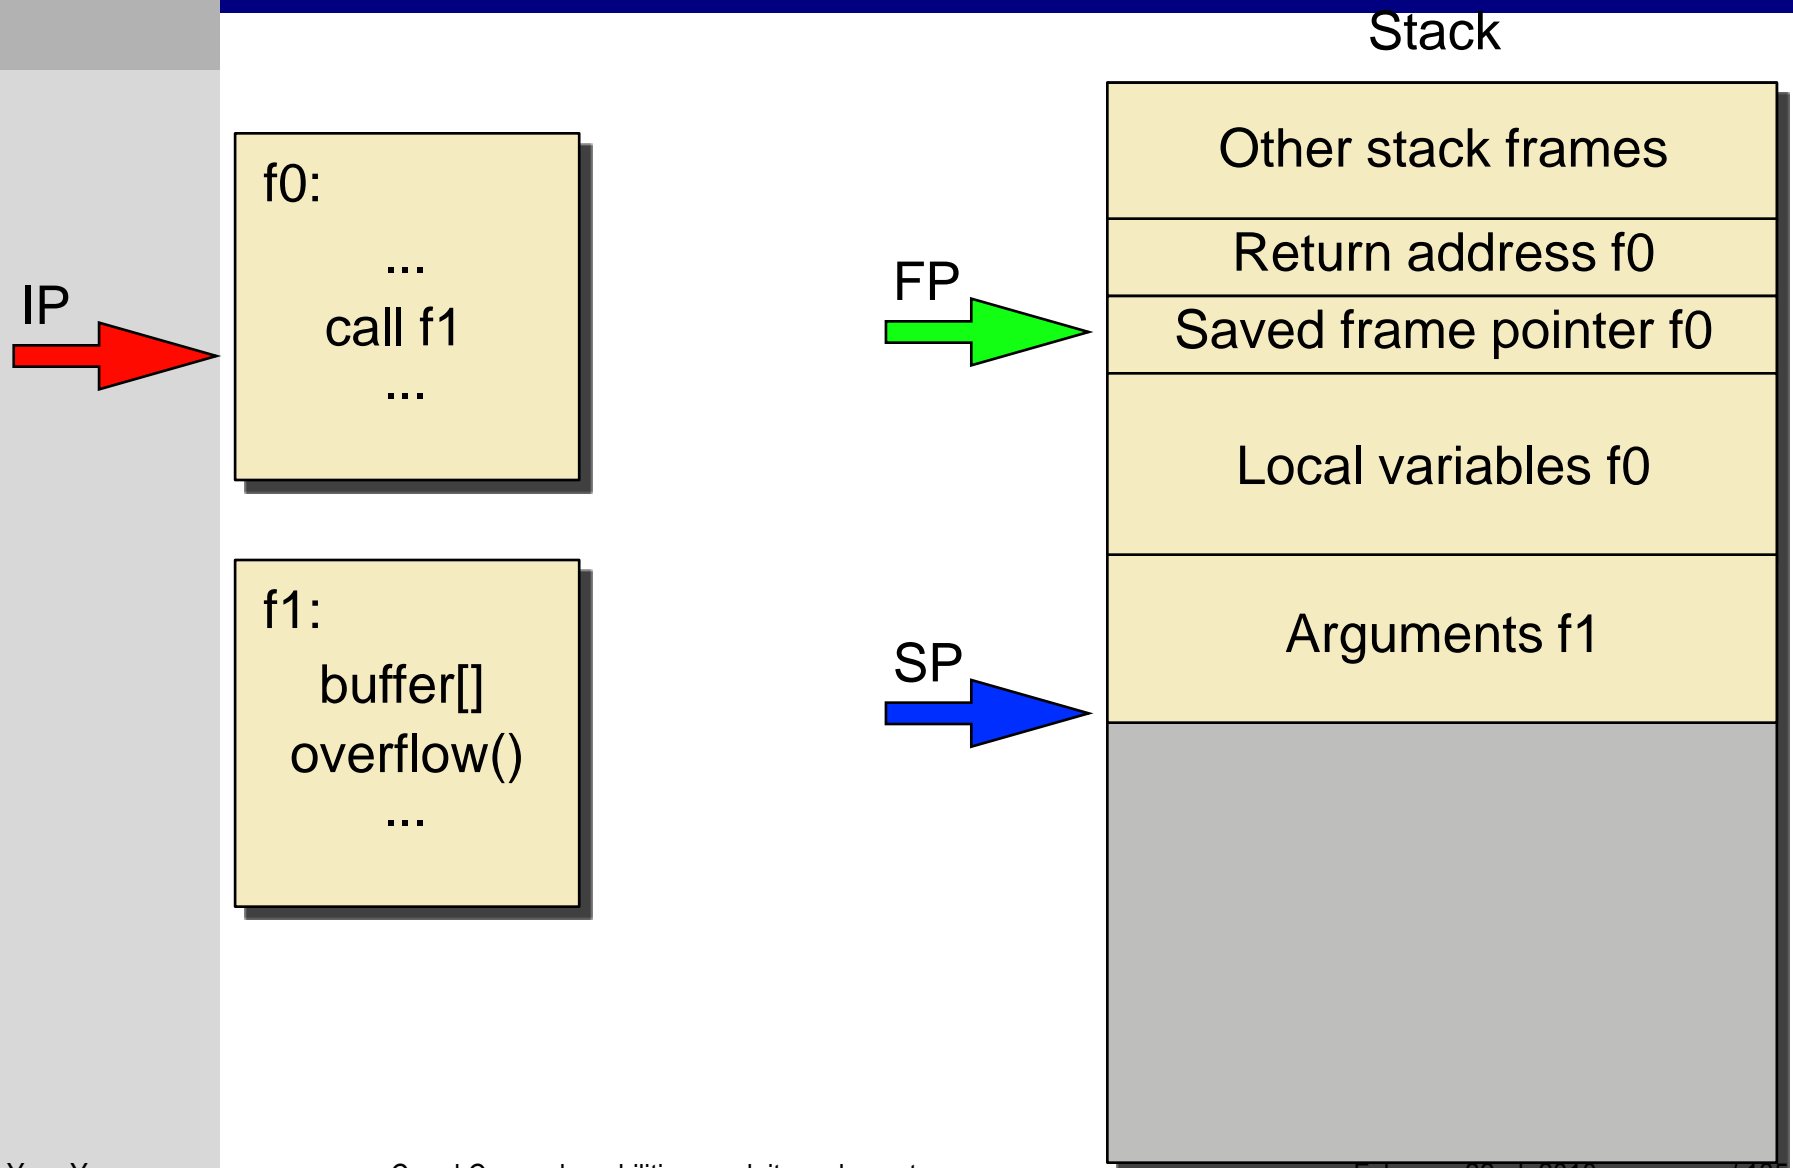 Stack
Other stack frames
Return address f0
Saved frame pointer f0
Local variables f0
Arguments f1
IP
f0:
...
call f1
...
FP
f1:
buffer[]
overflow()
...
SP